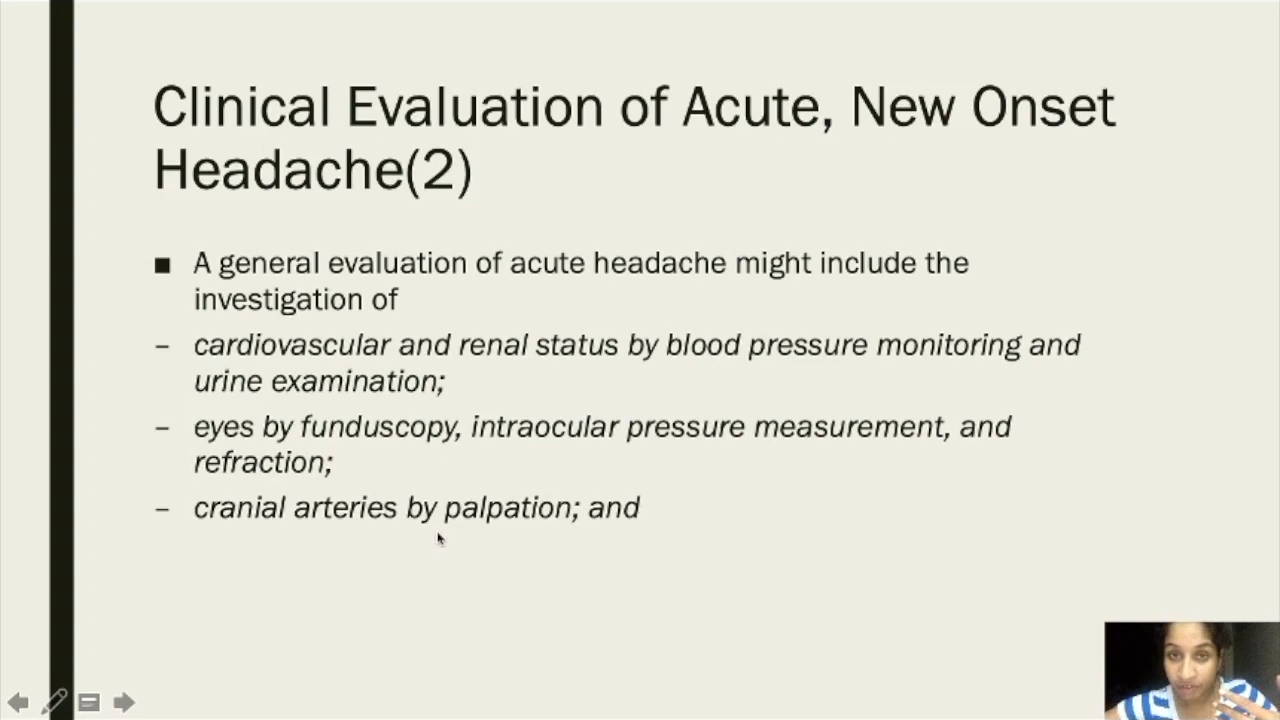 Clinical Evaluation of Acute, New Onset
Headache(2)
■ A general evaluation of acute headache might include the
investigation of
– cardiovascular and renal status by blood pressure monitoring and
urine examination;
– eyes by funduscopy, intraocular pressure measurement, and
refraction;
– cranial arteries by palpation; and